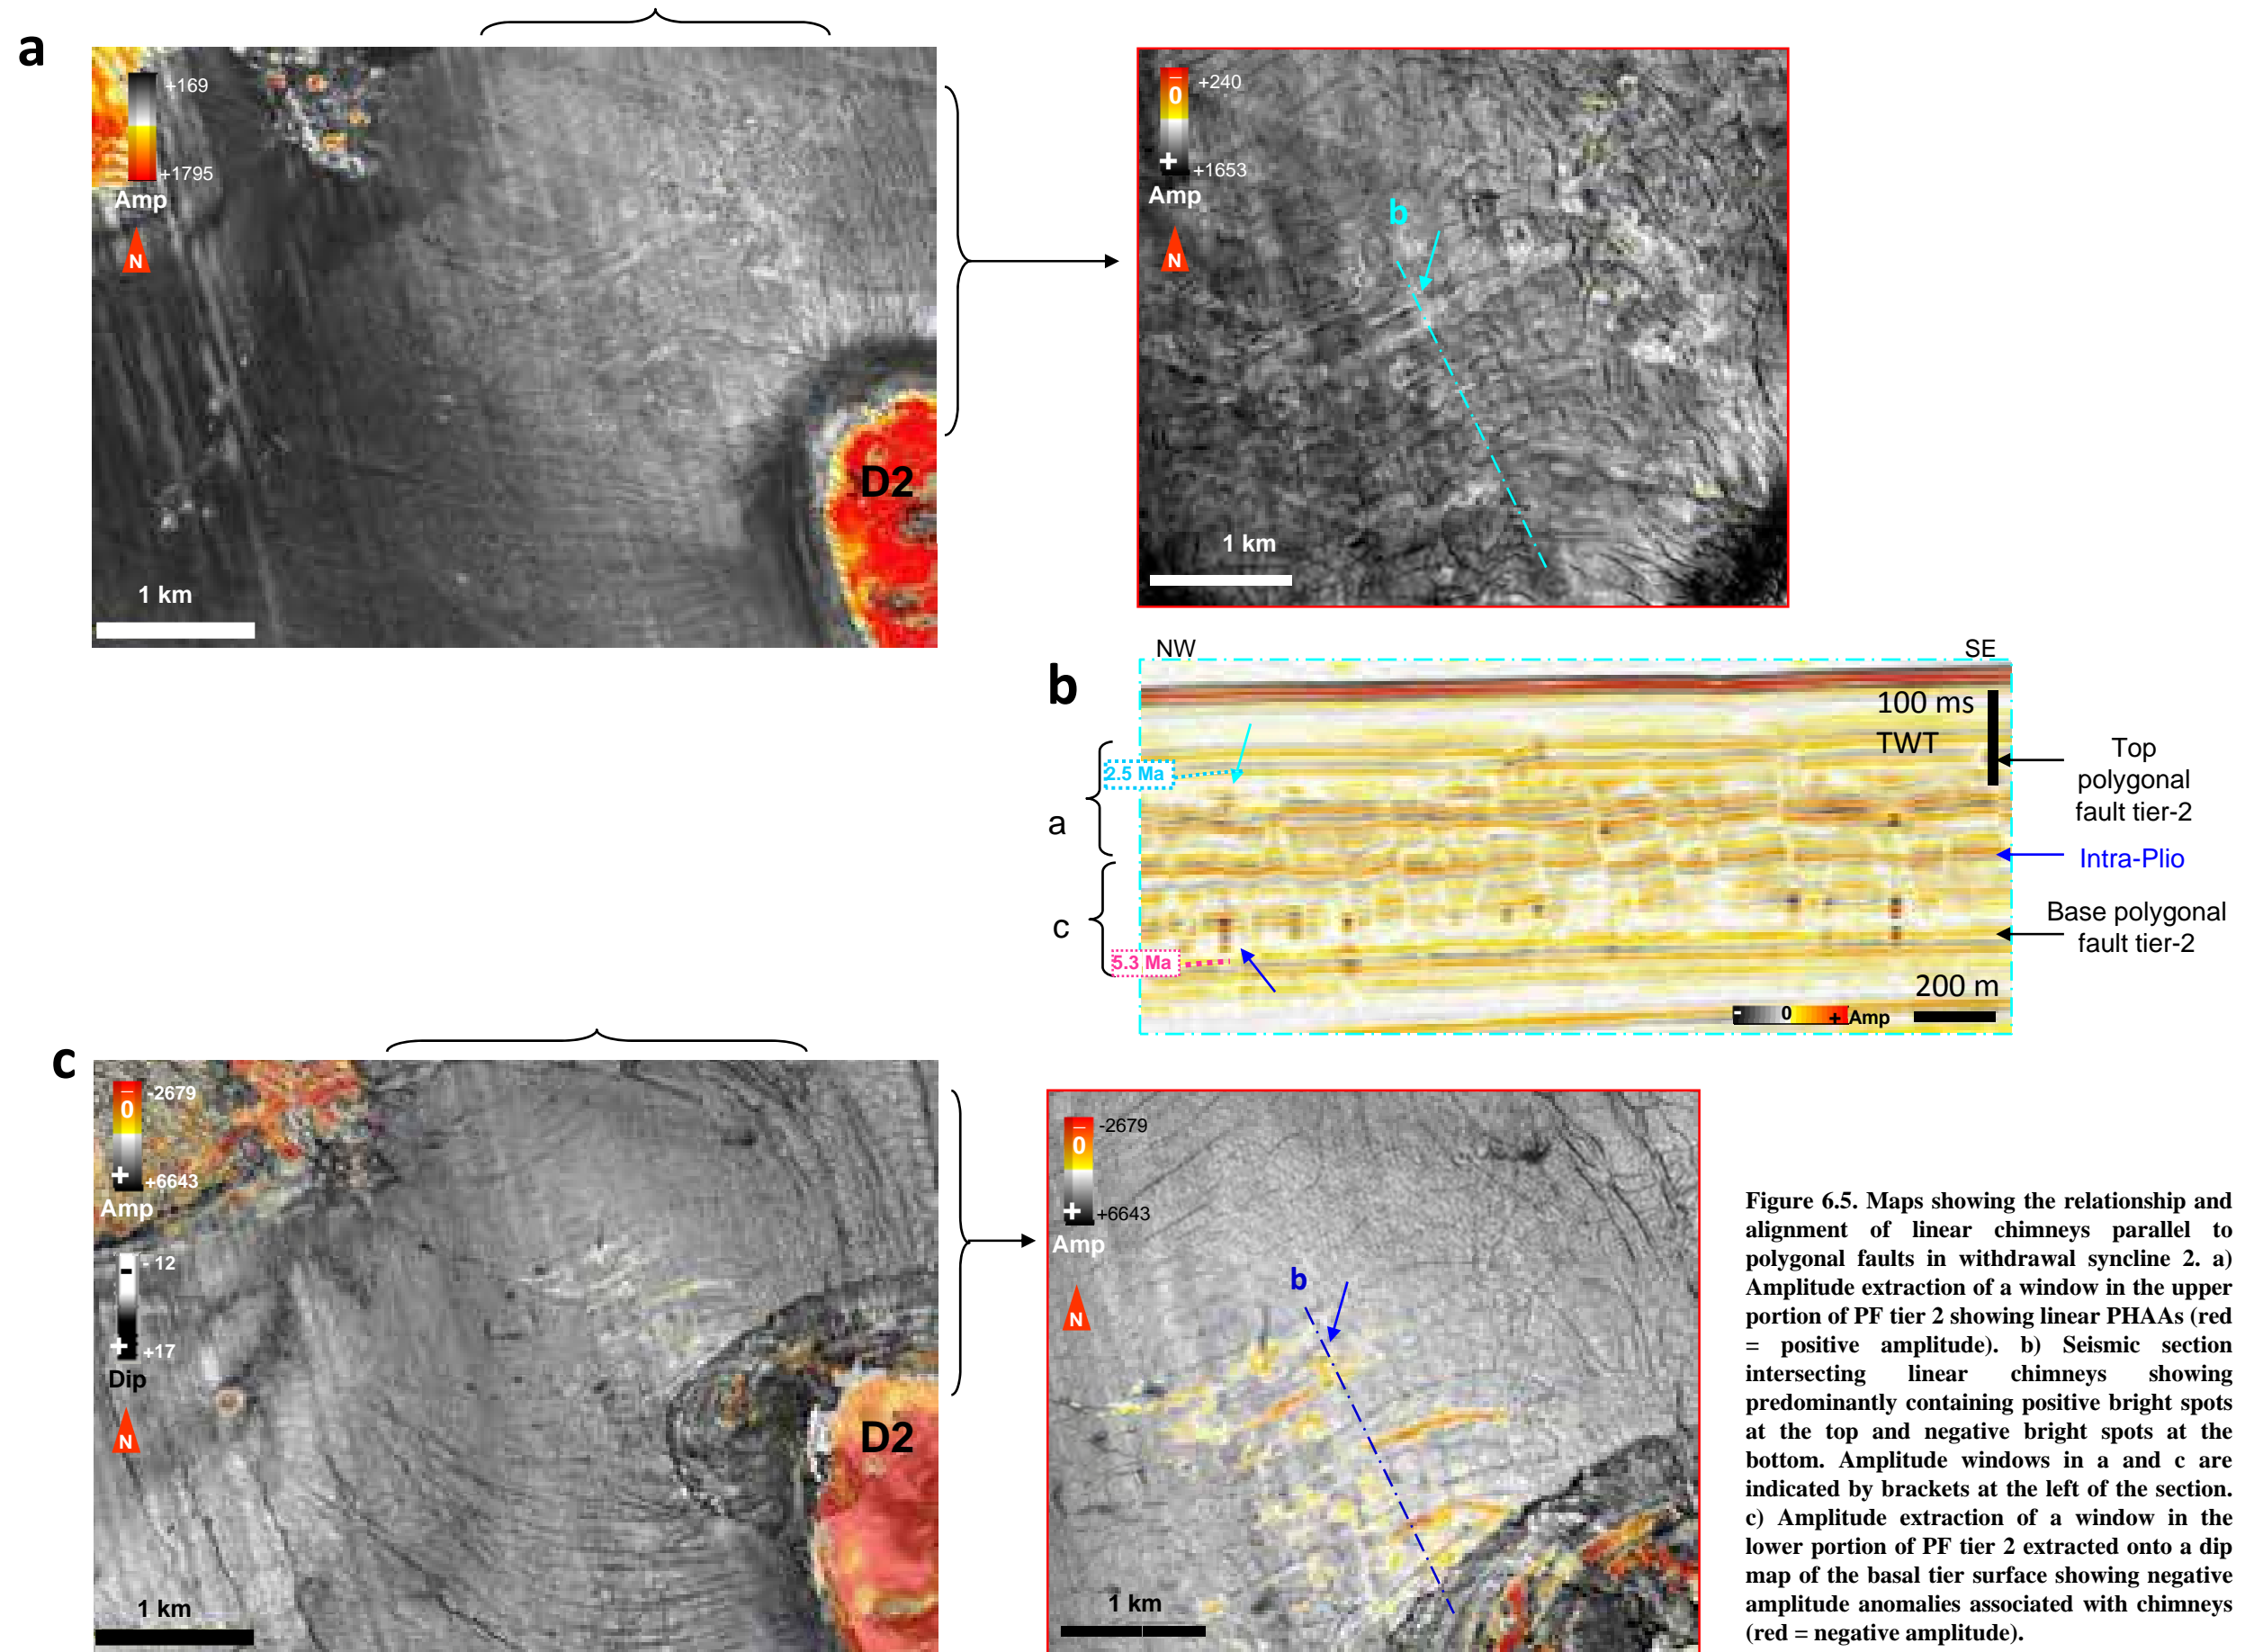 a
+169
+1795
Amp
N
D2
1 km
–
0
+240
+
+1653
Amp
N
b
1 km
b
NW
SE
100 ms
TWT
2.5 Ma
a
c
5.3 Ma
Top
polygonal
fault tier-2
Intra-Plio
Base polygonal
fault tier-2
200 m
- 0 + Amp
c
–
0
-2679
+
+6643
Amp
- 12
-
+
+17
Dip
N
D2
1 km
–
0
-2679
+
+6643
Amp
N
b
1 km
Figure 6.5. Maps showing the relationship and
alignment of linear chimneys parallel to
polygonal faults in withdrawal syncline 2. a)
Amplitude extraction of a window in the upper
portion of PF tier 2 showing linear PHAAs (red
= positive amplitude). b) Seismic section
intersecting linear chimneys showing
predominantly containing positive bright spots
at the top and negative bright spots at the
bottom. Amplitude windows in a and c are
indicated by brackets at the left of the section.
c) Amplitude extraction of a window in the
lower portion of PF tier 2 extracted onto a dip
map of the basal tier surface showing negative
amplitude anomalies associated with chimneys
(red = negative amplitude).